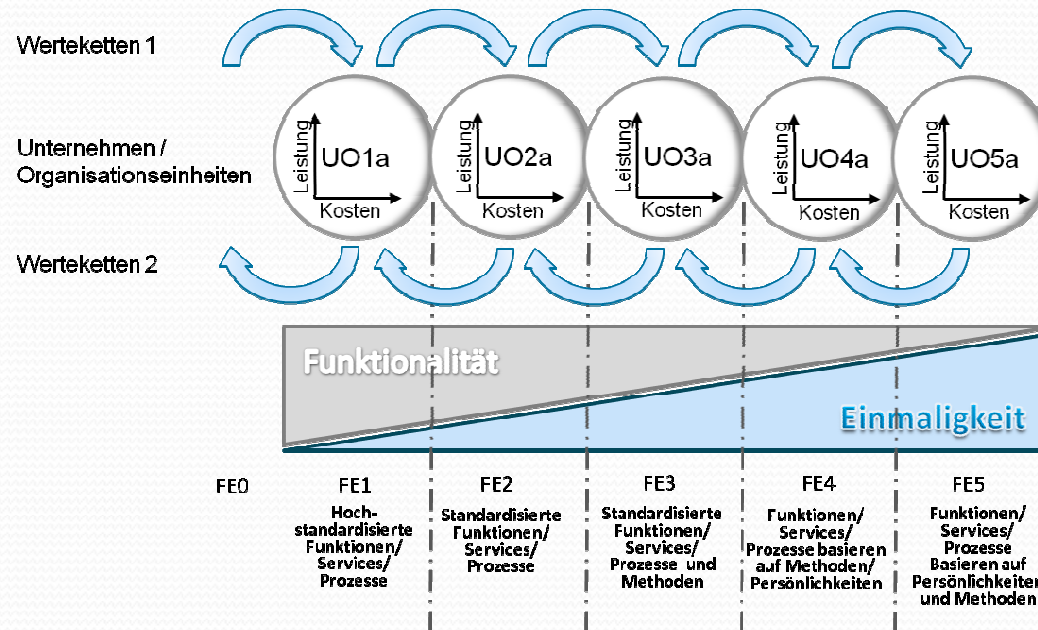 Werteketten 1
Unternehmen /
Organisationseinheiten
Leistung
UO1a
Kosten
Leistung
UO2a
Kosten
Leistung
UO3a
Kosten
Leistung
UO4a
Kosten
Leistung
UO5a
Kosten
Werteketten 2
Funktionalität
Einmaligkeit
FE0
FE1
Hoch-
standardisierte
Funktionen/
Services/
Prozesse
FE2
Standardisierte
Funktionen/
Services/
Prozesse
FE3
Standardisierte
Funktionen/
Services/
Prozesse und
Methoden
FE4
Funktionen/
Services/
Prozesse basieren
auf Methoden/
Persönlichkeiten
FE5
Funktionen/
Services/
Prozesse
Basieren auf
Persönlichkeiten
und Methoden